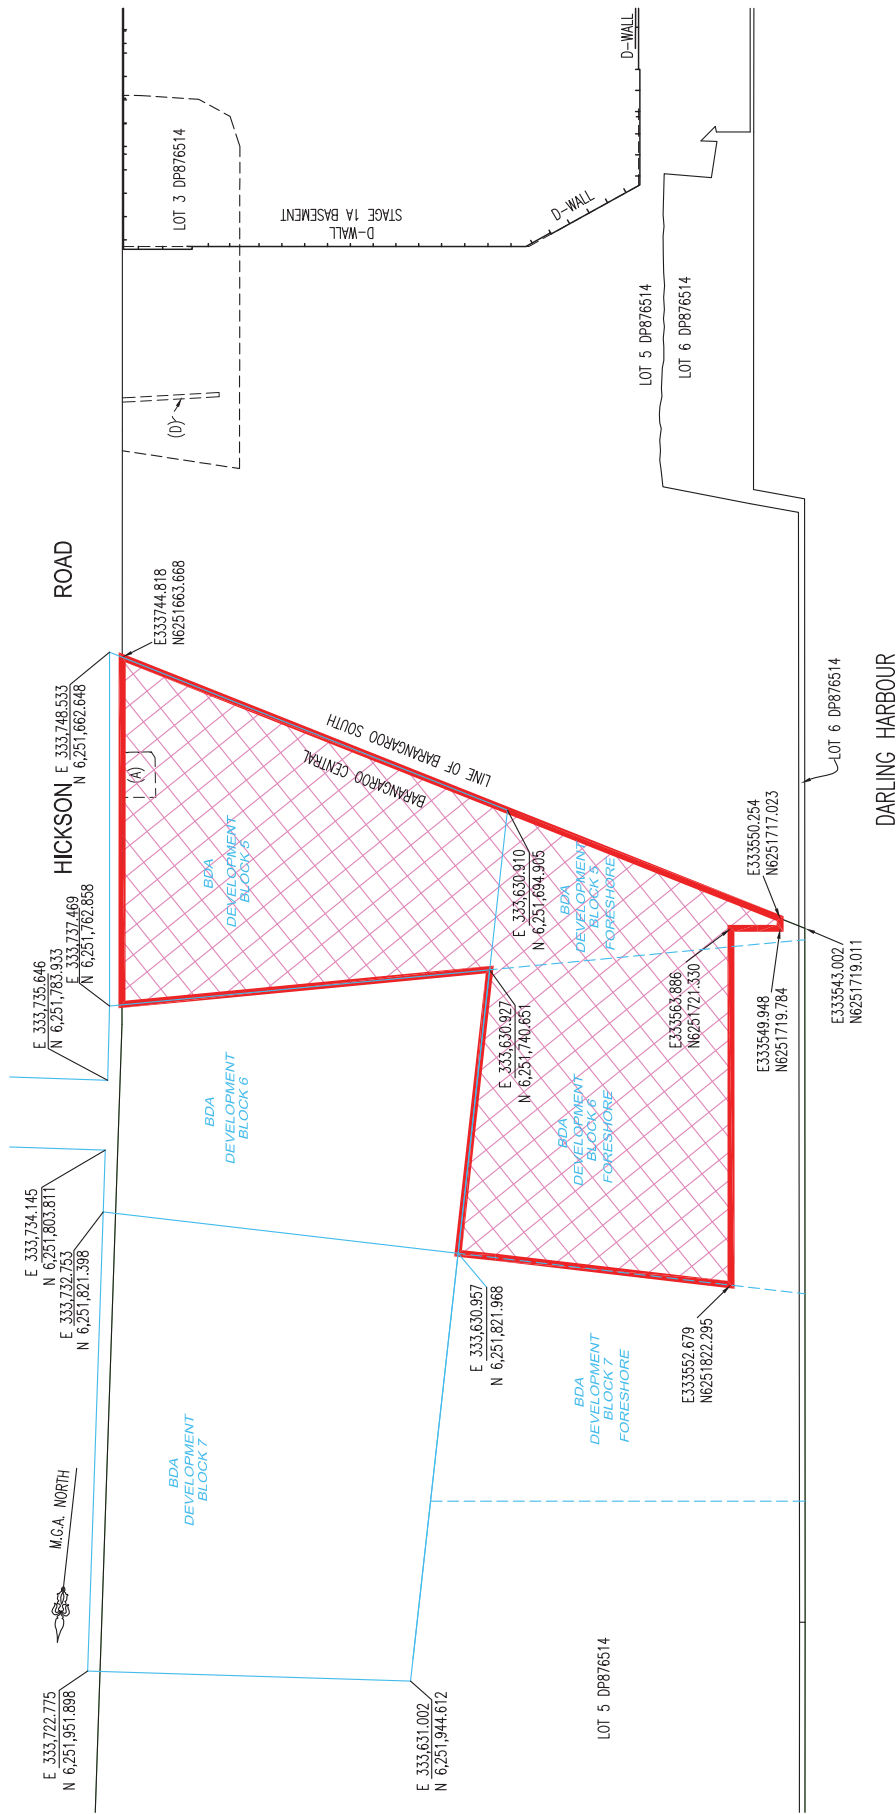 HICKSON
ROAD
DARLING HARBOUR
M.G.A. NORTH
LOT 3 DP876514
STAGE 1A BASEMENT
D-WALL
D-WALL
D-WALL
LOT 5 DP876514
LOT 6 DP876514
(D)
E333744.818
N6251663.668
E 333,748.533
N 6,251,662.648
(A)
LINE OF BARANGAROO SOUTH
BARANGAROO CENTRAL
BDA
DEVELOPMENT
BLOCK 5
E 333,737.469
N 6,251,762.858
E 333,735.646
N 6,251,783.933
E 333,630.910
N 6,251,694.905
BDA
DEVELOPMENT
BLOCK 5
FORESHORE
E333550.254
N6251717.023
LOT 6 DP876514
E333543.002
N6251719.011
E333549.948
N6251719.784
E333563.886
N6251721.330
E 333,630.927
N 6,251,740.651
BDA
DEVELOPMENT
BLOCK 6
BDA
DEVELOPMENT
BLOCK 6
FORESHORE
E 333,734.145
N 6,251,803.811
E 333,732.753
N 6,251,821.398
E 333,630.957
N 6,251,821.968
E333552.679
N6251822.295
BDA
DEVELOPMENT
BLOCK 7
FORESHORE
BDA
DEVELOPMENT
BLOCK 7
E 333,722.775
N 6,251,951.898
E 333,631.002
N 6,251,944.612
LOT 5 DP876514